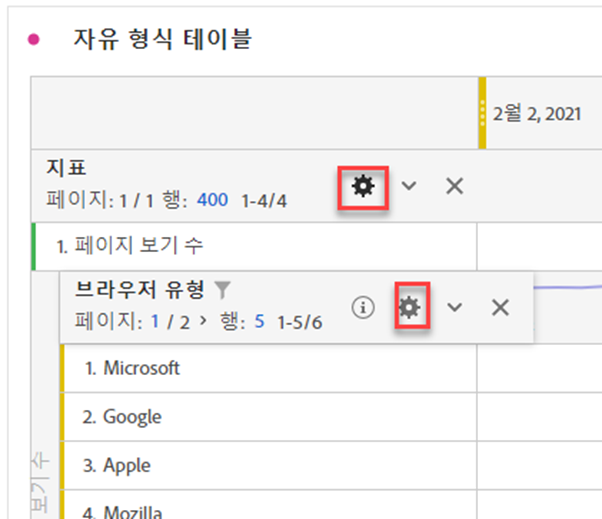 자유 형식 테이블
2월 2, 2021
지표
페이지: 1 / 1 행: 400 1-4/4
1. 페이지 보기 수
브라우저 유형
페이지: 1 / 2 > 행: 5 1-5/6
1. Microsoft
2. Google
3. Apple
4. Mozilla
보기 수